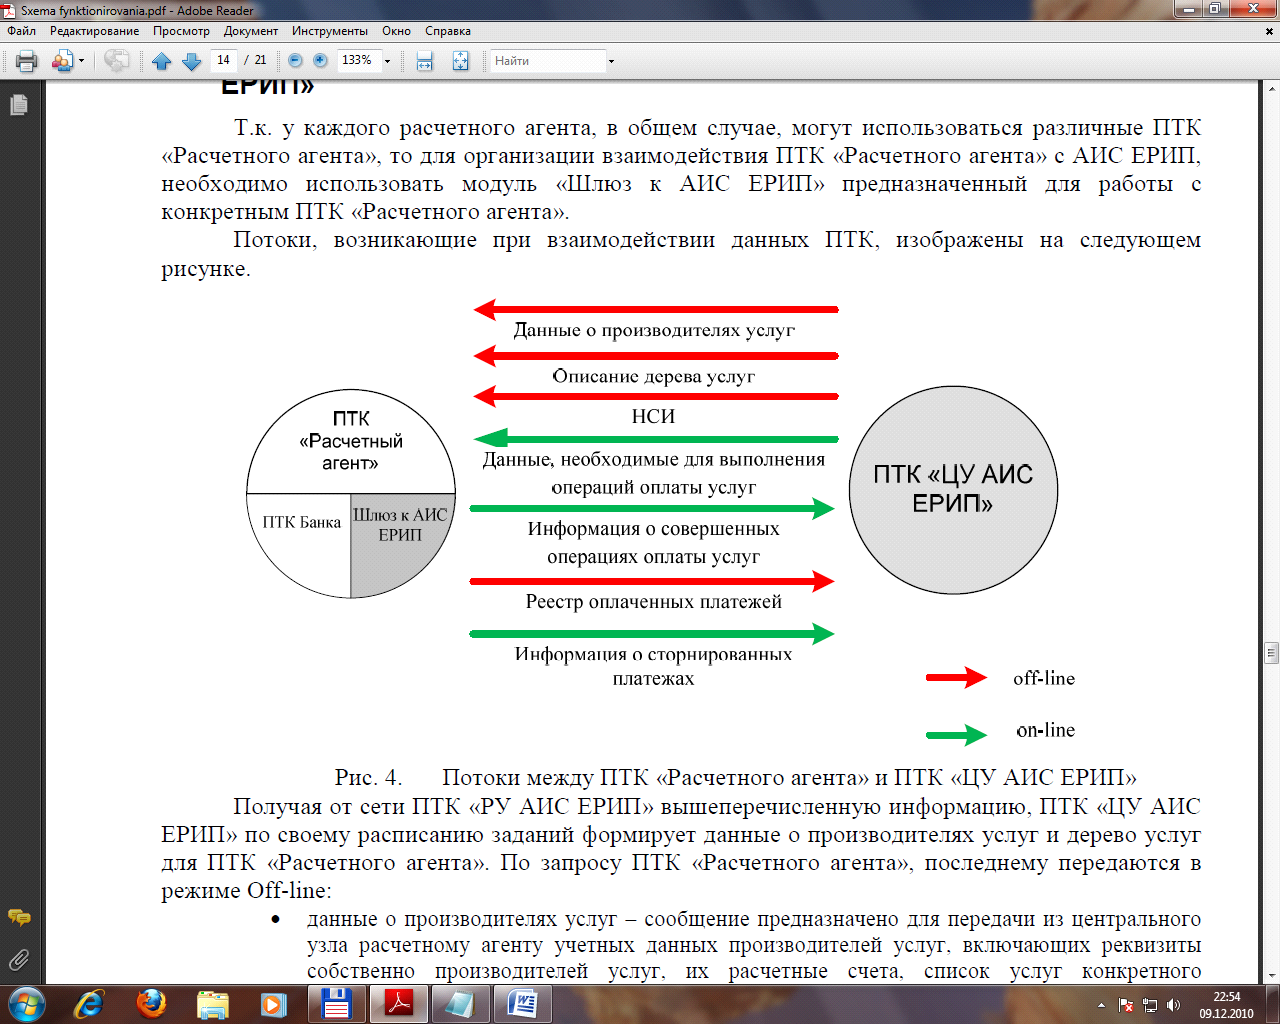 Sxema fynktionirovania.pdf - Adobe Reader
Файл Редактирование Просмотр Документ Инструменты Окно Справка
14 / 21 133% Найти
ЕРИП»
Т.к. у каждого расчетного агента, в общем случае, могут использоваться различные ПТК
«Расчетного агента», то для организации взаимодействия ПТК «Расчетного агента» с АИС ЕРИП,
необходимо использовать модуль «Шлюз к АИС ЕРИП» предназначенный для работы с
конкретным ПТК «Расчетного агента».
Потоки, возникающие при взаимодействии данных ПТК, изображены на следующем
рисунке.
Данные о производителях услуг
Описание дерева услуг
НСИ
Данные, необходимые для выполнения
операций оплаты услуг
Информация о совершенных
операциях оплаты услуг
Реестр оплаченных платежей
Информация о сторнированных
платежах
ПТК
«Расчетный
агент»
ПТК Банка
Шлюз к АИС
ЕРИП
ПТК «ЦУ АИС
ЕРИП»
off-line
on-line
Рис. 4. Потоки между ПТК «Расчетного агента» и ПТК «ЦУ АИС ЕРИП»
Получая от сети ПТК «РУ АИС ЕРИП» вышеперечисленную информацию, ПТК «ЦУ АИС
ЕРИП» по своему расписанию заданий формирует данные о производителях услуг и дерево услуг
для ПТК «Расчетного агента». По запросу ПТК «Расчетного агента», последнему передаются в
режиме Off-line:
• данные о производителях услуг – сообщение предназначено для передачи из центрального
узла расчетному агенту учетных данных производителей услуг, включающих реквизиты
собственно производителей услуг, их расчетные счета, список услуг конкретного
22:54
09.12.2010